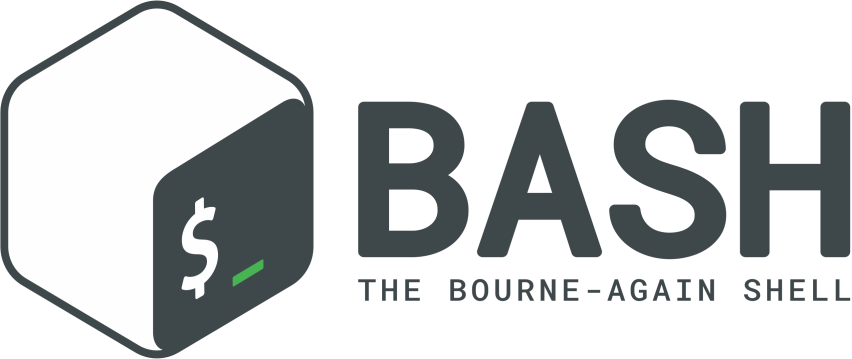 $_
BASH
THE BOURNE-AGAIN SHELL